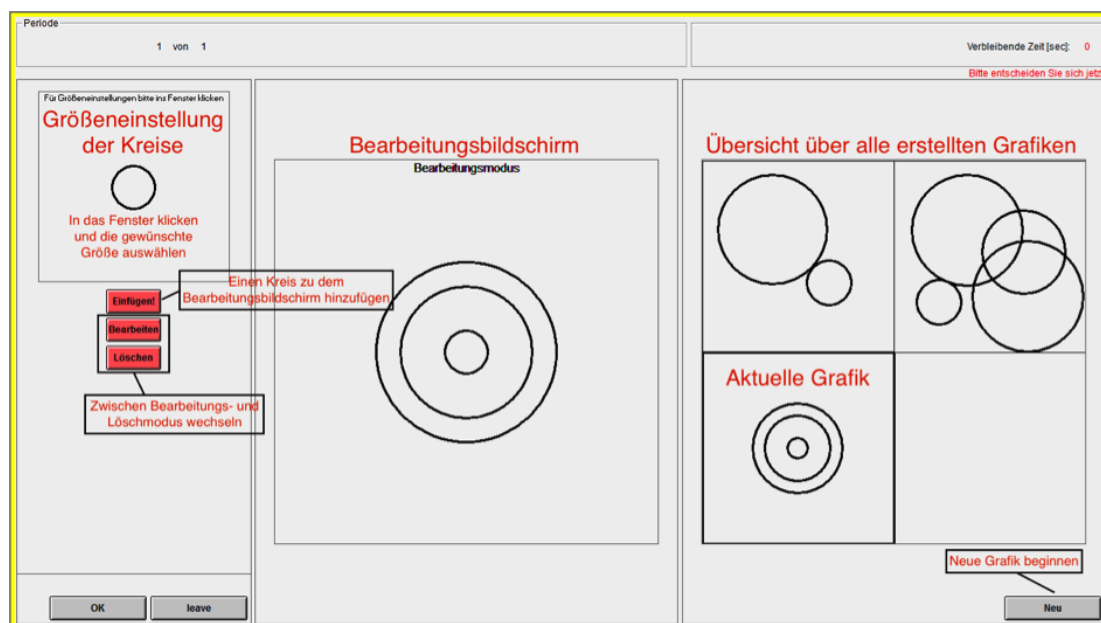 Periode
1 von 1
Verbleibende Zeit [sec]: 0
Bitte entscheiden Sie sich jetz
Für Größeneinstellungen bitte ins Fenster klicken
Größeneinstellung
der Kreise
In das Fenster klicken
und die gewünschte
Größe auswählen
Einfügen!
Bearbeiten
Löschen
Einen Kreis zu dem
Bearbeitungsbildschirm hinzufügen
Zwischen Bearbeitungs- und
Löschmodus wechseln
OK
leave
Bearbeitungsbildschirm
Bearbeitungsmodus
Übersicht über alle erstellten Grafiken
Aktuelle Grafik
Neue Grafik beginnen
Neu